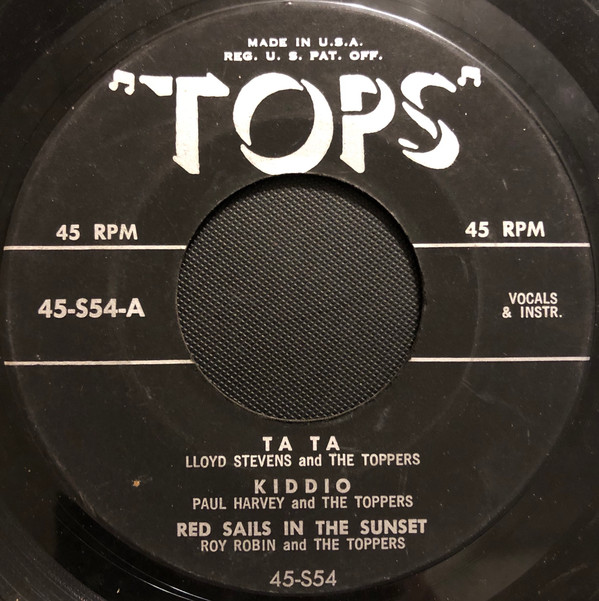 MADE IN U.S.A.
REG. U. S. PAT. OFF.
"TOPS"
45 RPM
45 RPM
45-S54-A
VOCALS
& INSTR.
TA TA
LLOYD STEVENS and THE TOPPERS
KIDDIO
PAUL HARVEY and THE TOPPERS
RED SAILS IN THE SUNSET
ROY ROBIN and THE TOPPERS
45-S54